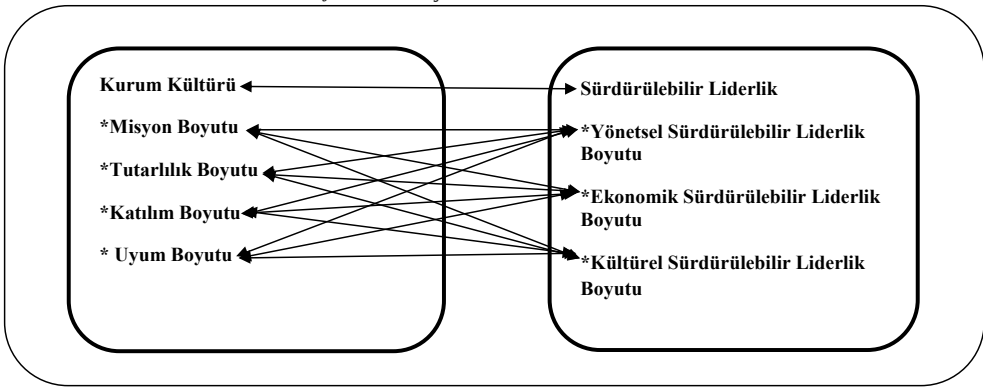 Kurum Kültürü
*Misyon Boyutu
*Tutarlılık Boyutu
*Katılım Boyutu
* Uyum Boyutu
Sürdürülebilir Liderlik
*Yönetsel Sürdürülebilir Liderlik
Boyutu
*Ekonomik Sürdürülebilir Liderlik
Boyutu
*Kültürel Sürdürülebilir Liderlik
Boyutu